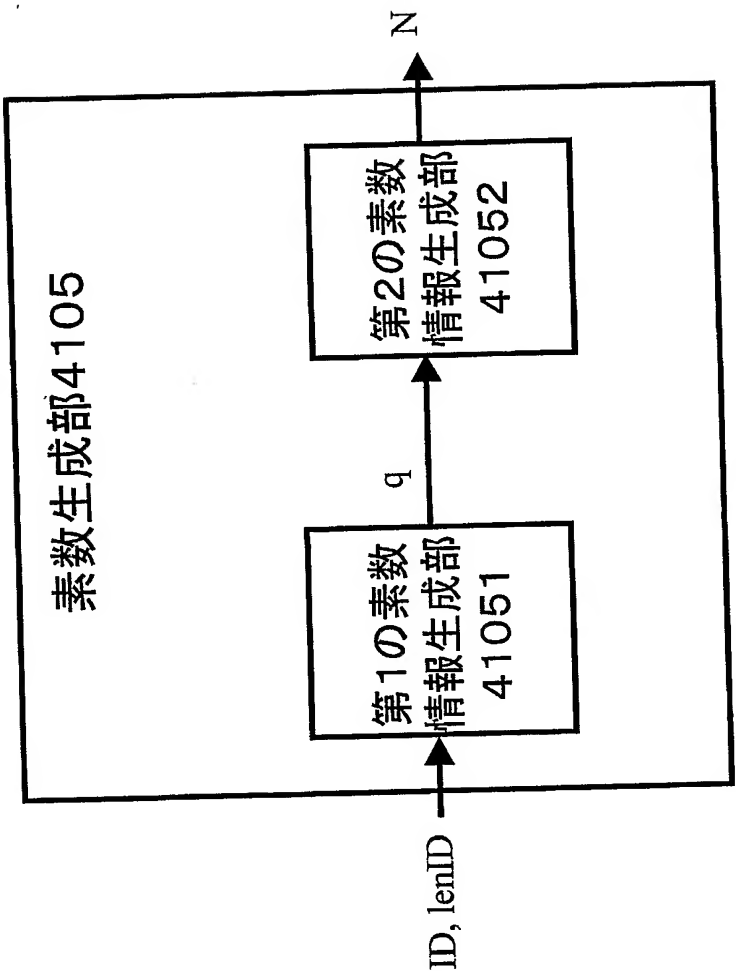 素数生成部4105
ID, lenID
第1の素数
情報生成部
41051
q
第2の素数
情報生成部
41052
N